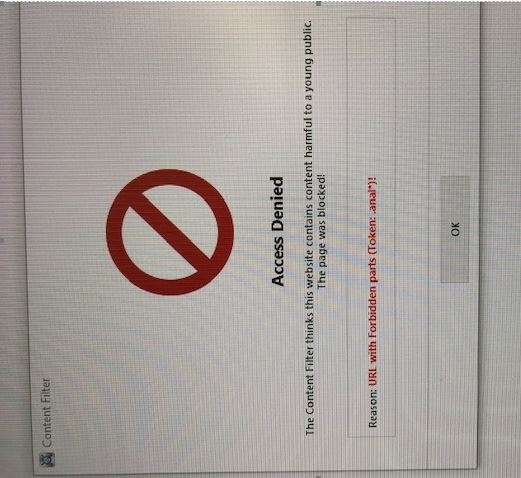 Content Filter
Access Denied
The Content Filter thinks this website contains content harmful to a young public.
The page was blocked!
Reason: URL with Forbidden parts (Token: .anal*)!
OK